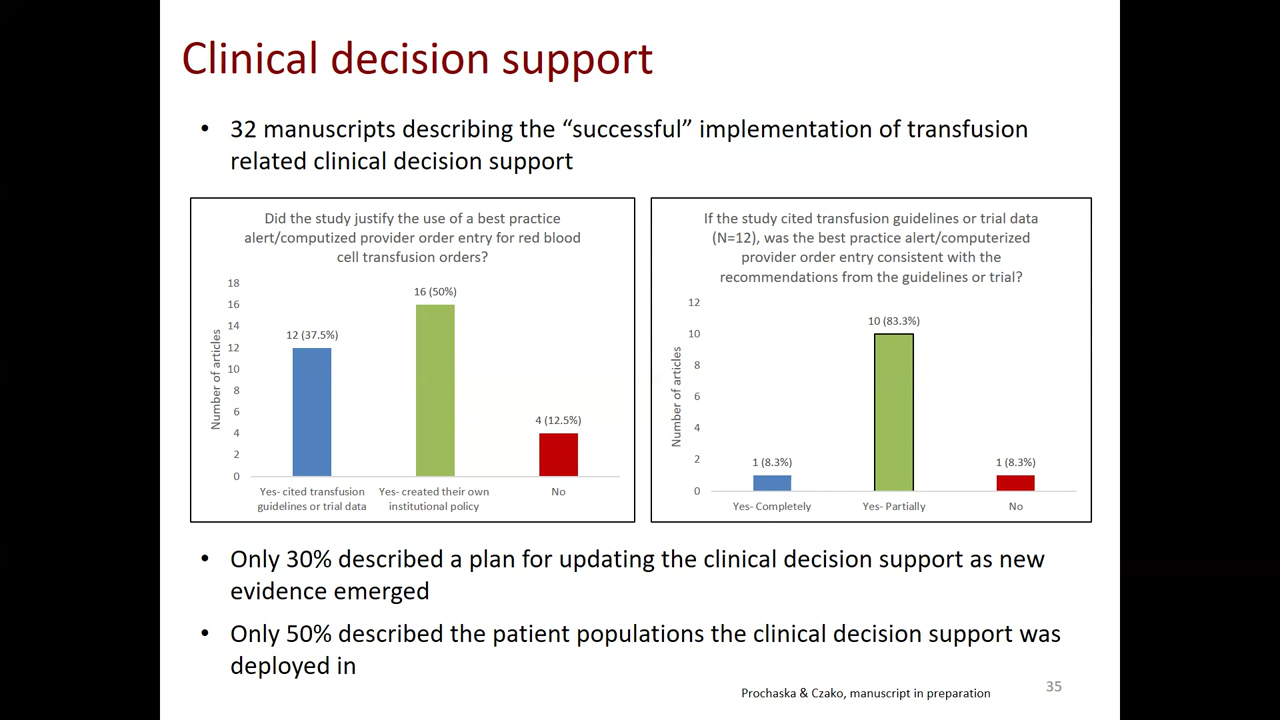 Clinical decision support
• 32 manuscripts describing the “successful” implementation of transfusion
related clinical decision support
Did the study justify the use of a best practice
alert/computized provider order entry for red blood
cell transfusion orders?
18
16
14
12
10
8
6
4
2
0
Number of articles
12 (37.5%)
16 (50%)
4 (12.5%)
Yes- cited transfusion
guidelines or trial data
Yes- created their own
institutional policy
No
If the study cited transfusion guidelines or trial data
(N=12), was the best practice alert/computerized
provider order entry consistent with the
recommendations from the guidelines or trial?
12
10
8
6
4
2
0
Number of articles
1 (8.3%)
10 (83.3%)
1 (8.3%)
Yes- Completely
Yes- Partially
No
• Only 30% described a plan for updating the clinical decision support as new
evidence emerged
• Only 50% described the patient populations the clinical decision support was
deployed in
Prochaska & Czako, manuscript in preparation
35